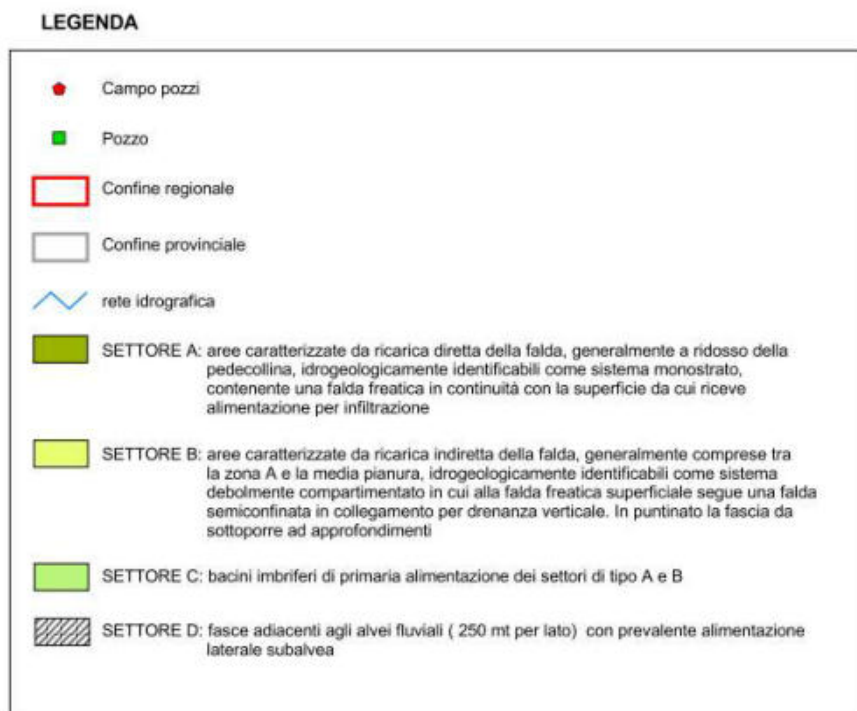 LEGENDA
Campo pozzi
Pozzo
Confine regionale
Confine provinciale
rete idrografica
SETTORE A: aree caratterizzate da ricarica diretta della falda, generalmente a ridosso della
pedecollina, idrogeologicamente identificabili come sistema monostrato,
contenente una falda freatica in continuità con la superficie da cui riceve
alimentazione per infiltrazione
SETTORE B: aree caratterizzate da ricarica indiretta della falda, generalmente comprese tra
la zona A e la media pianura, idrogeologicamente identificabili come sistema
debolmente compartimentato in cui alla falda freatica superficiale segue una falda
semiconfinata in collegamento per drenanza verticale. In puntinato la fascia da
sottoporre ad approfondimenti
SETTORE C: bacini imbriferi di primaria alimentazione dei settori di tipo A e B
SETTORE D: fasce adiacenti agli alvei fluviali ( 250 mt per lato) con prevalente alimentazione
laterale subalvea